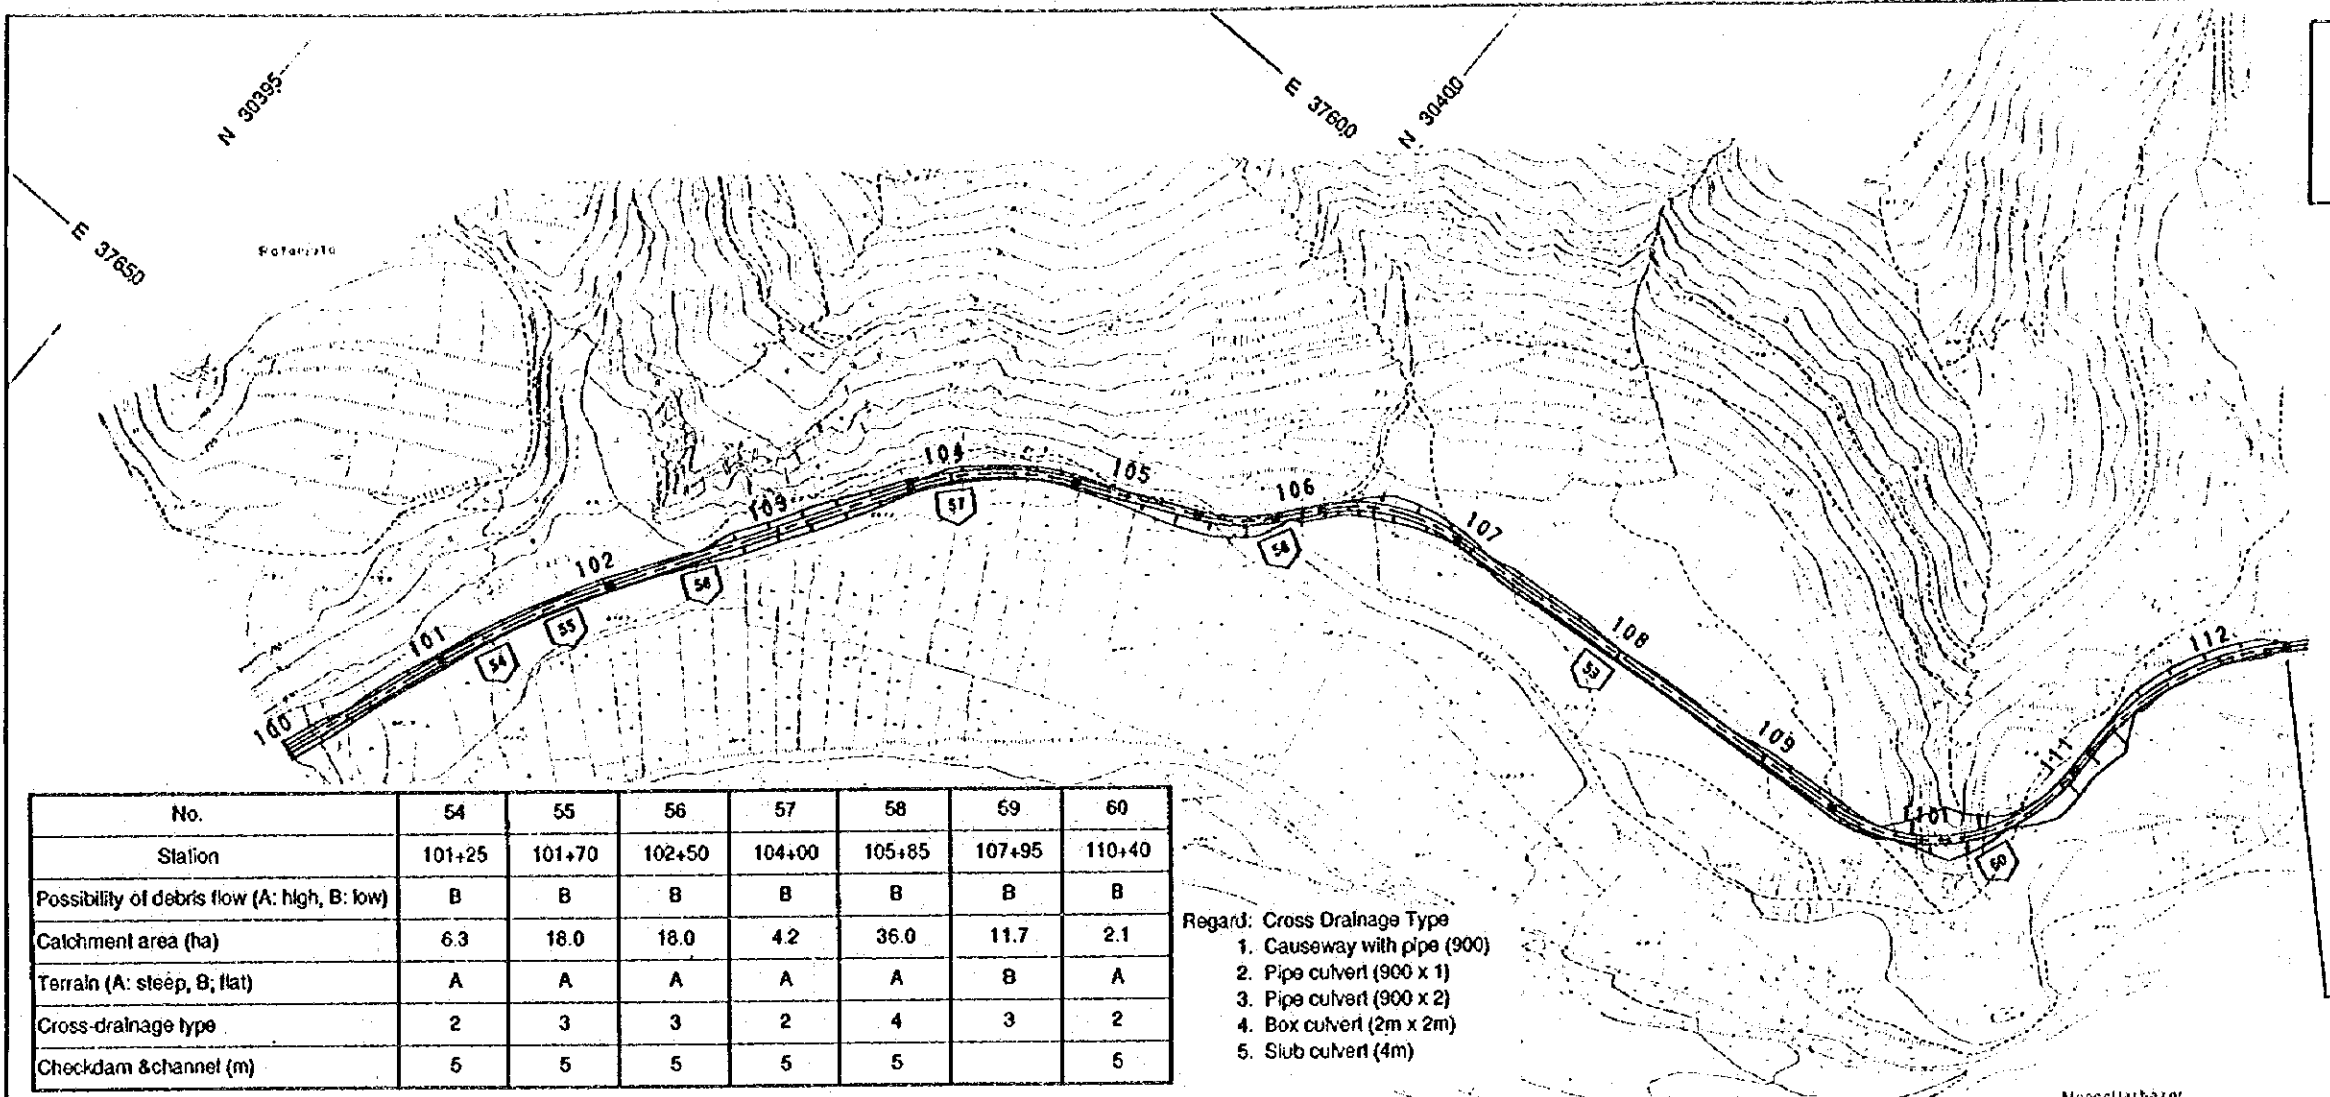 N 30395
E 37600
N 30400
E 37650
104
105
106
103
107
102
108
101
112
109
111
100
1101
57
58
56
55
54
53
60
No. 54 55 56 57 58 59 60
Station 101+25 101+70 102+50 104+00 105+85 107+95 110+40
Possibility of debris flow (A: high, B: low) B B B B B B B
Catchment area (ha) 6.3 18.0 18.0 4.2 36.0 11.7 2.1
Terrain (A: steep, B; flat) A A A A A B A
Cross-drainage type 2 3 3 2 4 3 2
Checkdam &channel (m) 5 5 5 5 5 5
Regard: Cross Drainage Type
1. Causeway with pipe (900)
2. Pipe culvert (900 x 1)
3. Pipe culvert (900 x 2)
4. Box culvert (2m x 2m)
5. Slub culvert (4m)